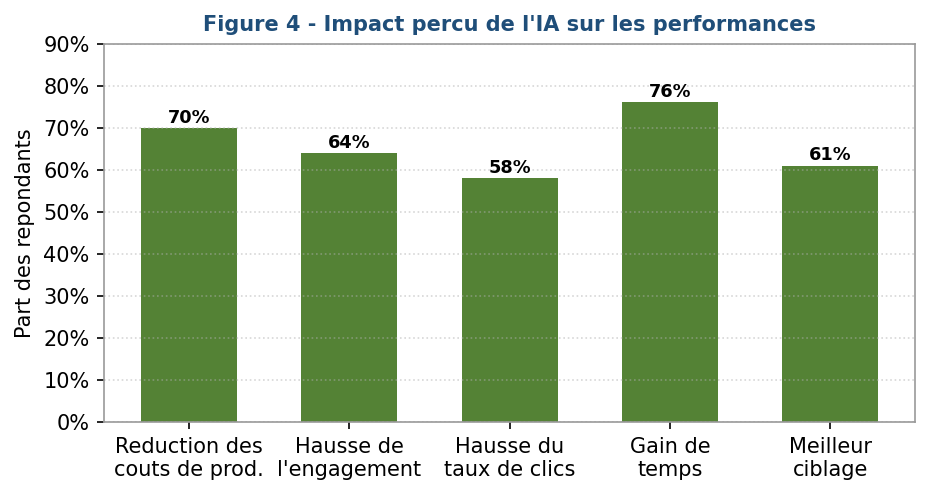 Figure 4 - Impact percu de l'IA sur les performances
Part des repondants
90%
80%
70%
60%
50%
40%
30%
20%
10%
0%
70%
64%
58%
76%
61%
Reduction des
couts de prod.
Hausse de
l'engagement
Hausse du
taux de clics
Gain de
temps
Meilleur
ciblage